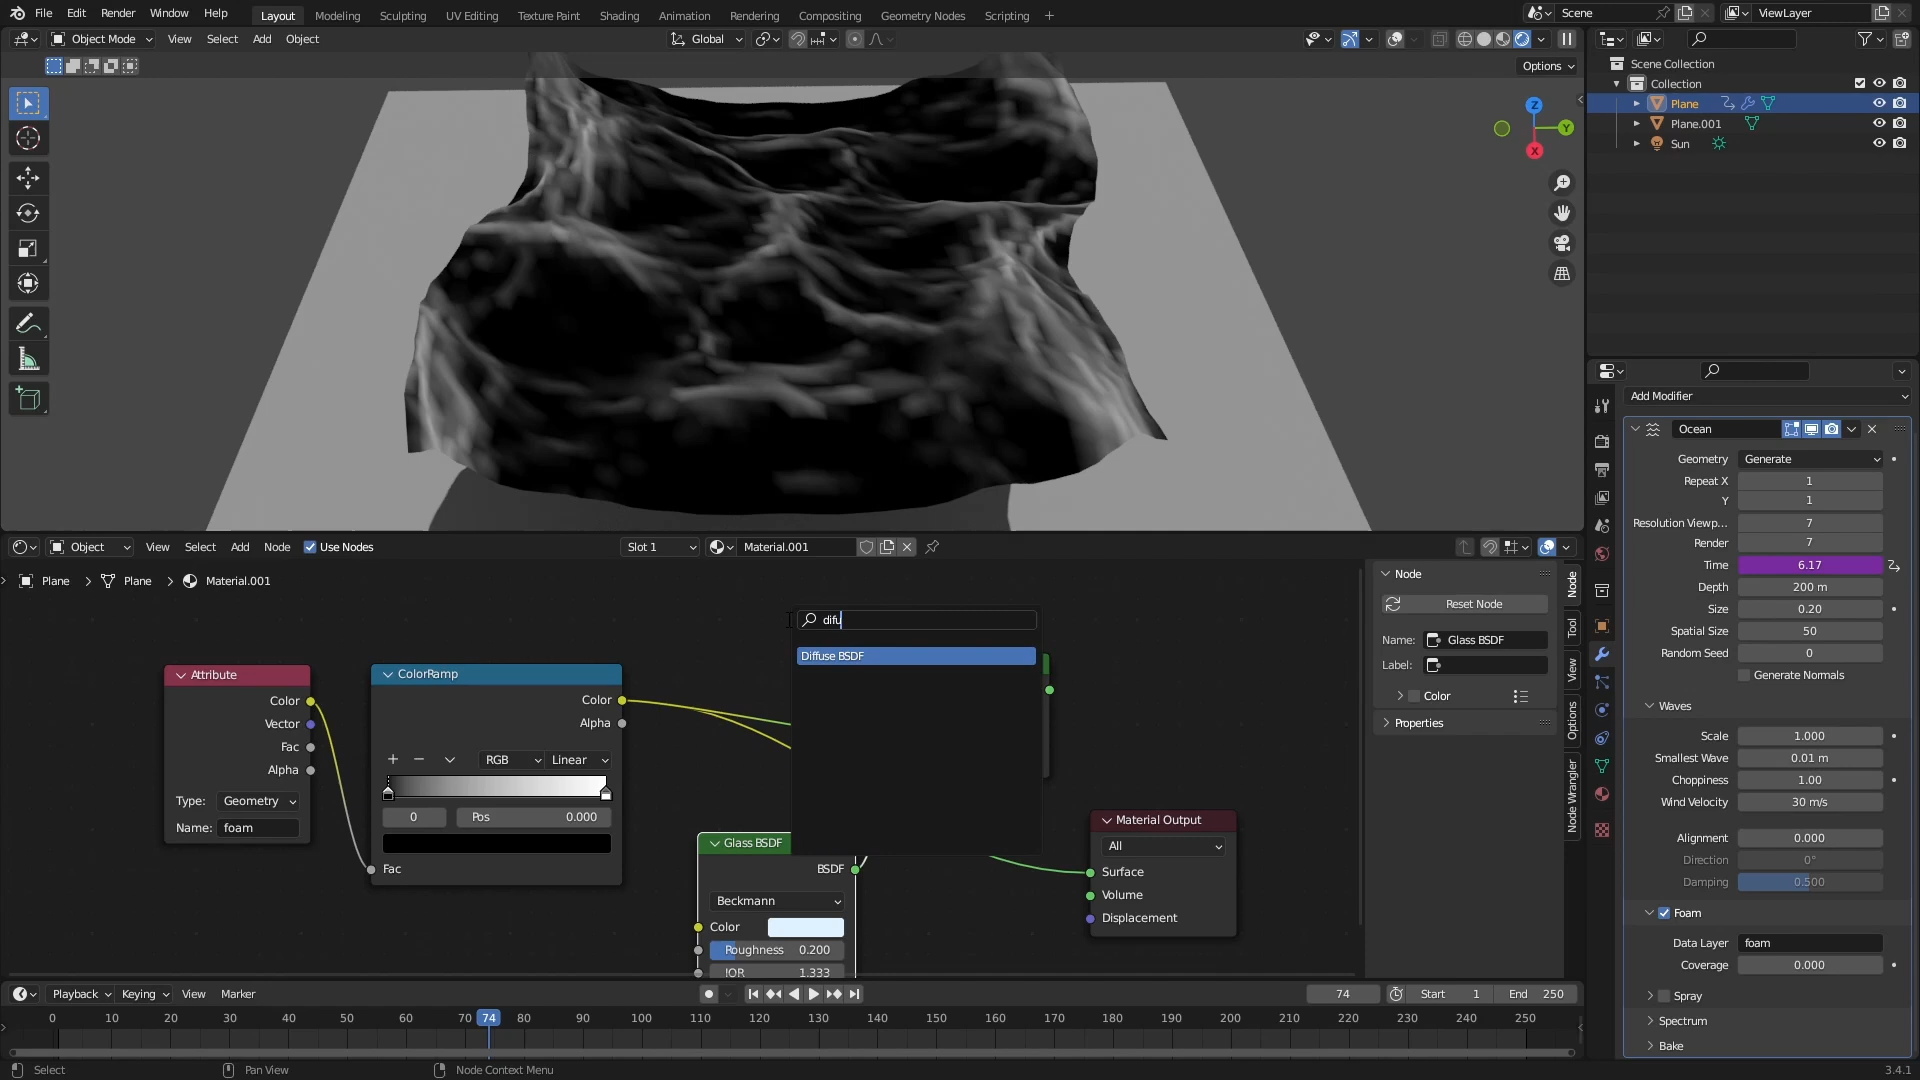 File Edit Render Window Help Layout Modeling Sculpting UV Editing Texture Paint Shading Animation Rendering Compositing Geometry Nodes Scripting + Scene ViewLayer
Object Mode View Select Add Object Global
Options
Z
Y
X
Scene Collection
Collection
Plane
Plane.001
Sun
Add Modifier
Ocean
Geometry Generate
Repeat X 1
Y 1
Resolution Viewp... 7
Render 7
Time 6.17
Depth 200 m
Size 0.20
Spatial Size 50
Random Seed 0
Generate Normals
Waves
Scale 1.000
Smallest Wave 0.01 m
Choppiness 1.00
Wind Velocity 30 m/s
Alignment 0.000
Direction 0°
Damping 0.500
Foam
Data Layer foam
Coverage 0.000
Spray
Spectrum
Bake
Object View Select Add Node Use Nodes Slot 1 Material.001
Plane > Plane > Material.001
Attribute
Color
Vector
Fac
Alpha
Type: Geometry
Name: foam
ColorRamp
Color
Alpha
RGB Linear
0 Pos 0.000
Fac
difu
Diffuse BSDF
Glass BSDF
BSDF
Beckmann
Color
Roughness 0.200
IOR 1.333
Material Output
All
Surface
Volume
Displacement
Node
Reset Node
Name: Glass BSDF
Label:
Color
Properties
Node
Tool
View
Options
Node Wrangler
Playback Keying View Marker 74 Start 1 End 250
0 10 20 30 40 50 60 70 74 80 90 100 110 120 130 140 150 160 170 180 190 200 210 220 230 240 250
Select Pan View Node Context Menu 3.4.1